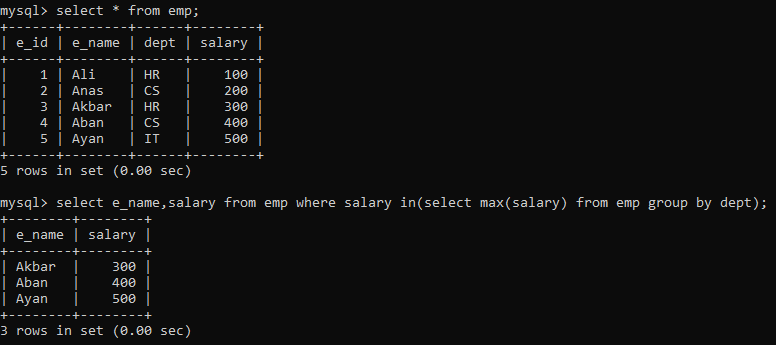 mysql> select * from emp;
+------+--------+------+--------+
| e_id | e_name | dept | salary |
+------+--------+------+--------+
|    1 | Ali    | HR   |    100 |
|    2 | Anas   | CS   |    200 |
|    3 | Akbar  | HR   |    300 |
|    4 | Aban   | CS   |    400 |
|    5 | Ayan   | IT   |    500 |
+------+--------+------+--------+
5 rows in set (0.00 sec)
mysql> select e_name,salary from emp where salary in(select max(salary) from emp group by dept);
+--------+--------+
| e_name | salary |
+--------+--------+
| Akbar  |    300 |
| Aban   |    400 |
| Ayan   |    500 |
+--------+--------+
3 rows in set (0.00 sec)